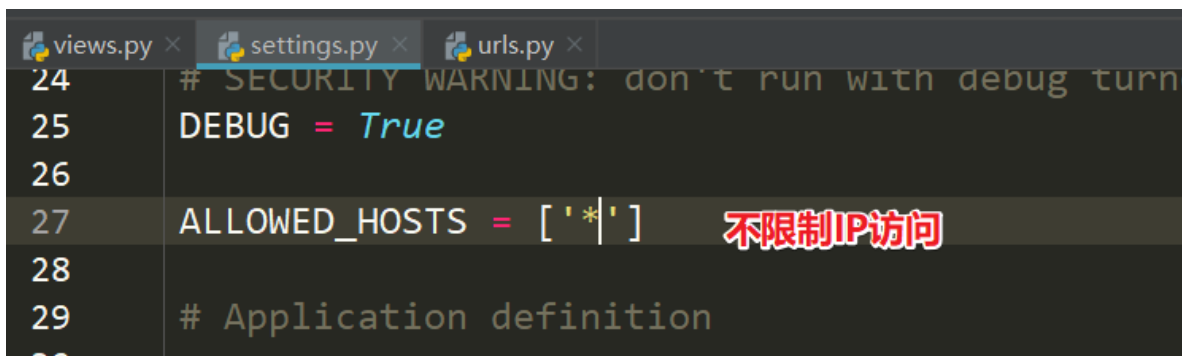 views.py × settings.py × urls.py ×
24 # SECURITY WARNING: don't run with debug turn
25 DEBUG = True
26
27 ALLOWED_HOSTS = ['*'] 不限制IP访问
28
29 # Application definition